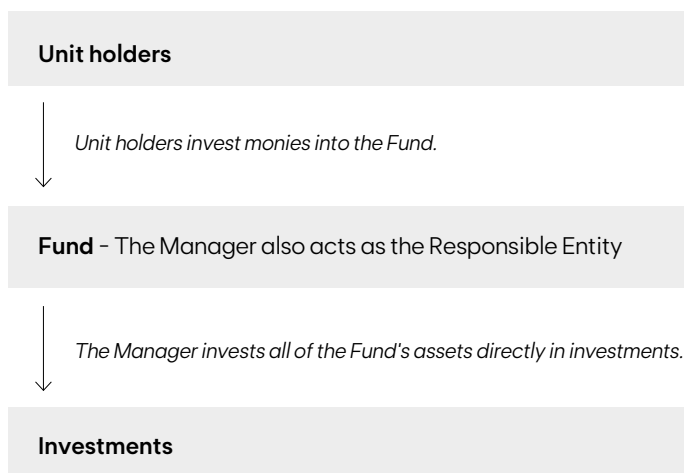 Unit holders
Unit holders invest monies into the Fund.
Fund - The Manager also acts as the Responsible Entity
The Manager invests all of the Fund's assets directly in investments.
Investments